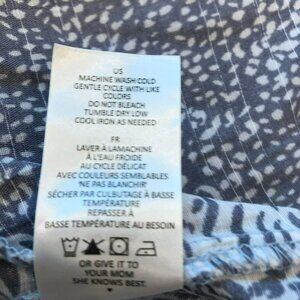 US
MACHINE WASH COLD
GENTLE CYCLE WITH LIKE
COLORS
DO NOT BLEACH
TUMBLE DRY LOW
COOL IRON AS NEEDED
FR
LAVER À LAMACHINE
À L'EAU FROIDE
AU CYCLE DÉLICAT
AVEC COULEURS SEMBLABLES
'NE PAS BLANCHIR'
SÉCHER PAR CULBUTAGE À BASSE
TEMPÉRATURE
REPASSER À
BASSE TEMPÉRATURE AU BESOIN
OR GIVE IT TO
YOUR MOM
SHE KNOWS BEST.